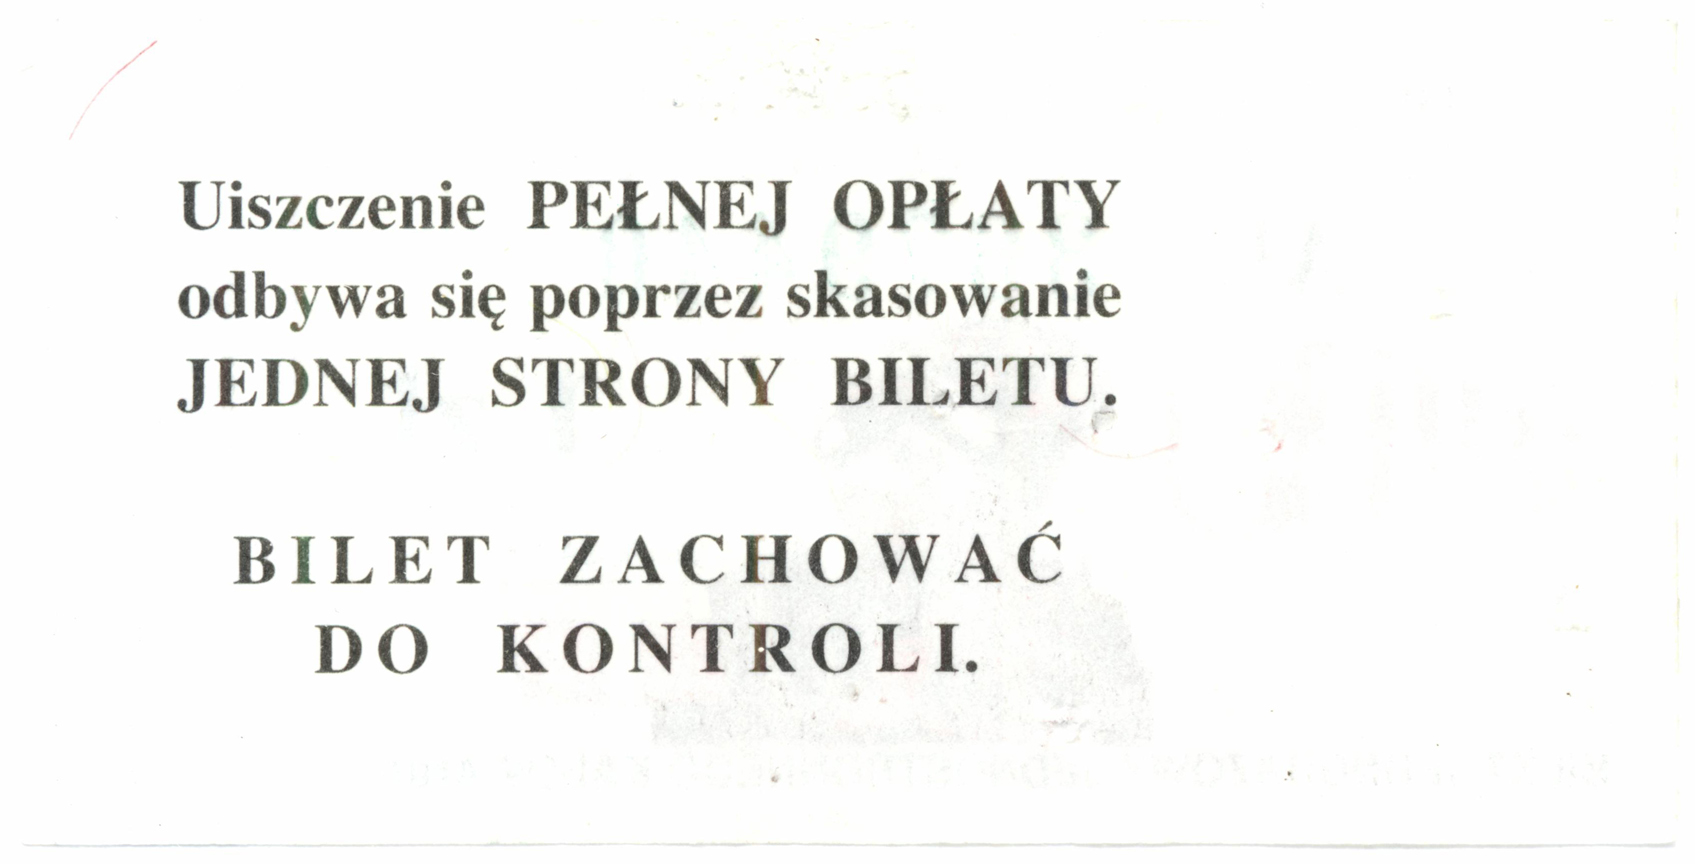 Uiszczenie PEŁNEJ OPŁATY
odbywa się poprzez skasowanie
JEDNEJ STRONY BILETU.
BILET ZACHOWAĆ
DO KONTROLI.